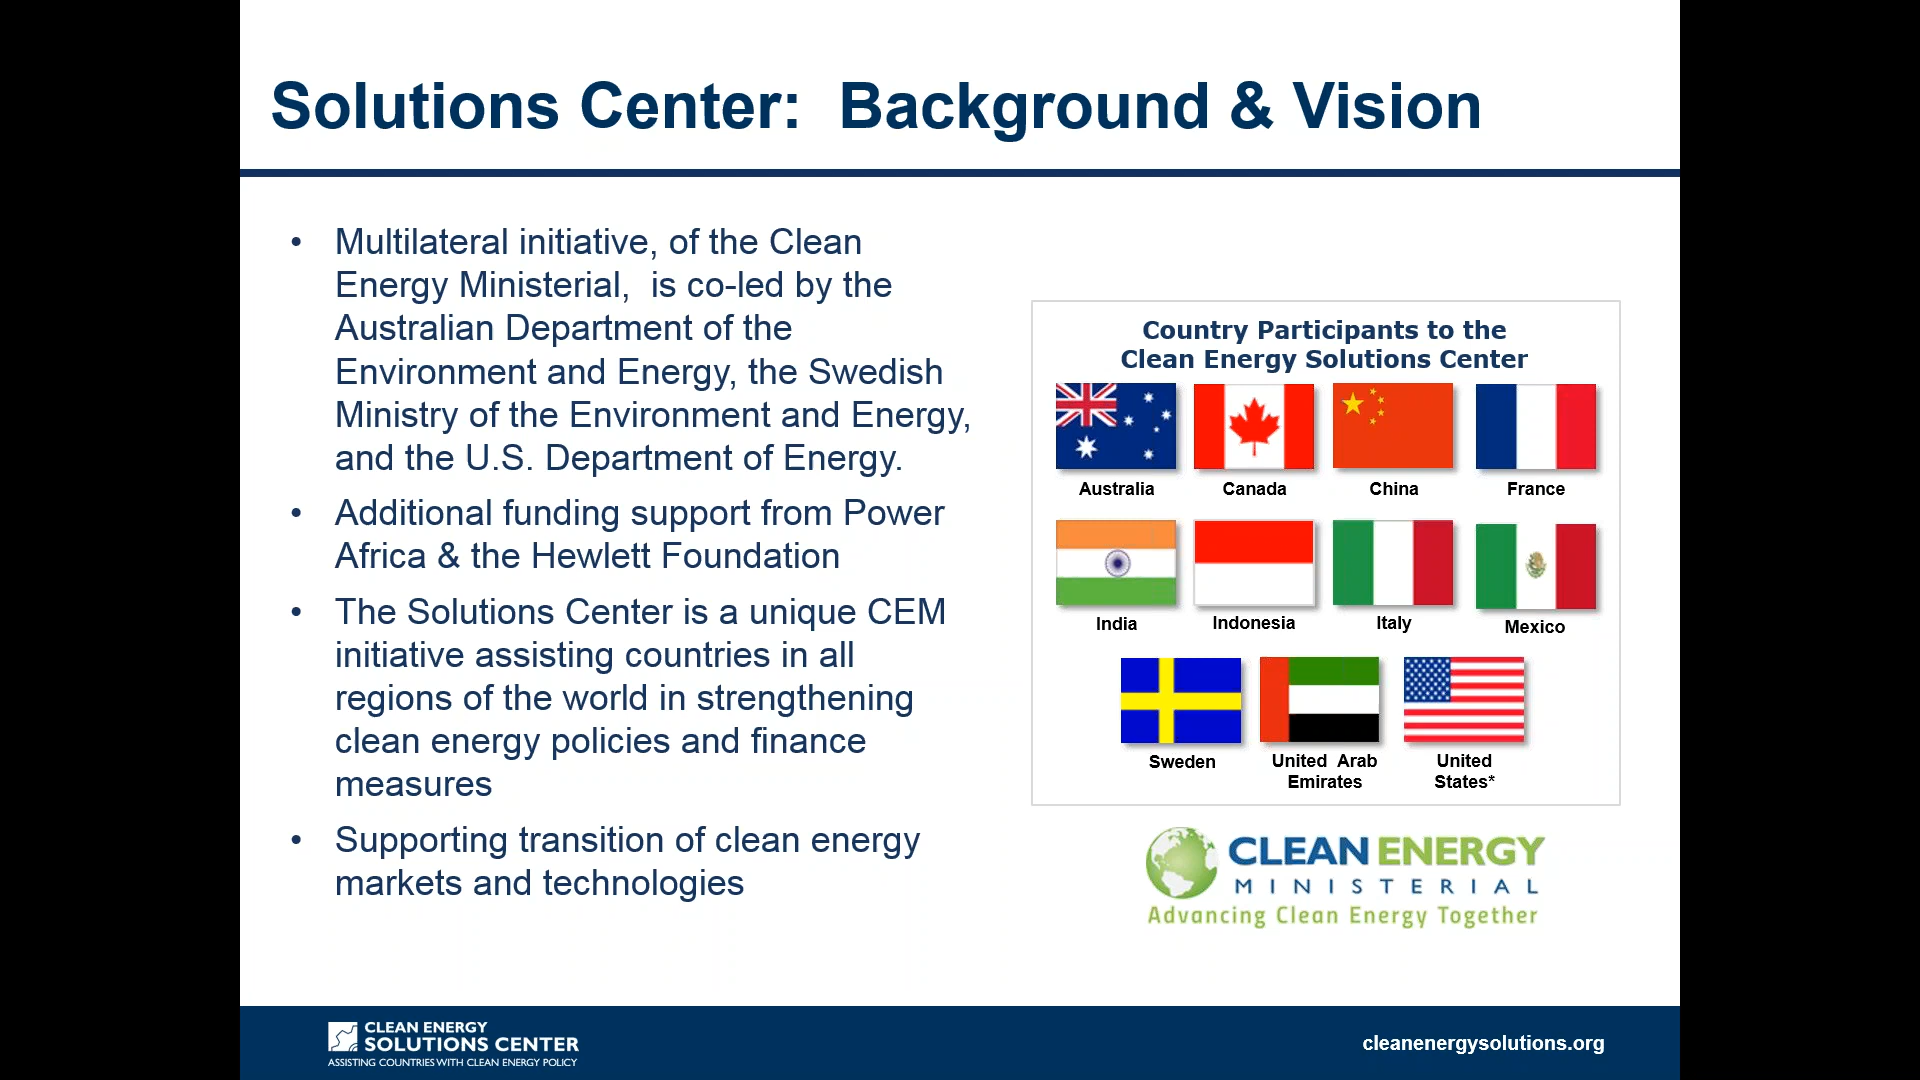 Solutions Center:  Background & Vision
• Multilateral initiative, of the Clean
Energy Ministerial,  is co-led by the
Australian Department of the
Environment and Energy, the Swedish
Ministry of the Environment and Energy,
and the U.S. Department of Energy.
• Additional funding support from Power
Africa & the Hewlett Foundation
• The Solutions Center is a unique CEM
initiative assisting countries in all
regions of the world in strengthening
clean energy policies and finance
measures
• Supporting transition of clean energy
markets and technologies
Country Participants to the
Clean Energy Solutions Center
Australia
Canada
China
France
India
Indonesia
Italy
Mexico
Sweden
United  Arab
Emirates
United
States*
CLEAN ENERGY
MINISTERIAL
Advancing Clean Energy Together
CLEAN ENERGY
SOLUTIONS CENTER
ASSISTING COUNTRIES WITH CLEAN ENERGY POLICY
cleanenergysolutions.org